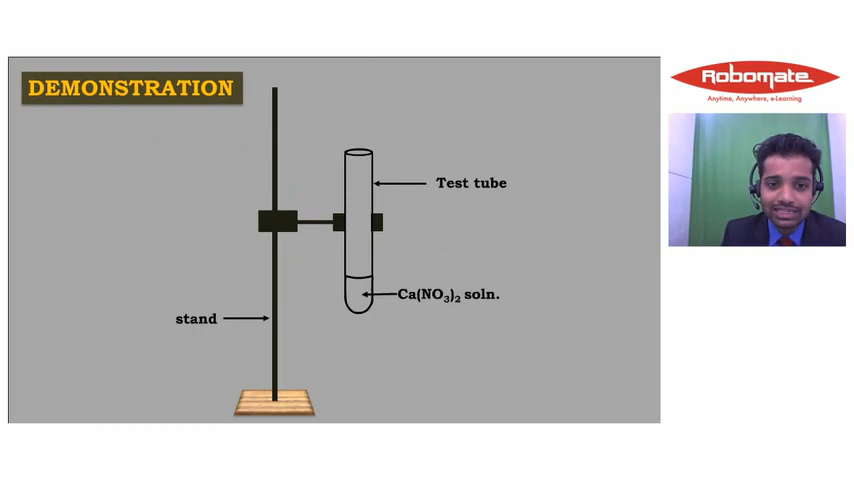 DEMONSTRATION
Robomate
Anytime, Anywhere, e-Learning
Test tube
Ca(NO₃)₂ soln.
stand